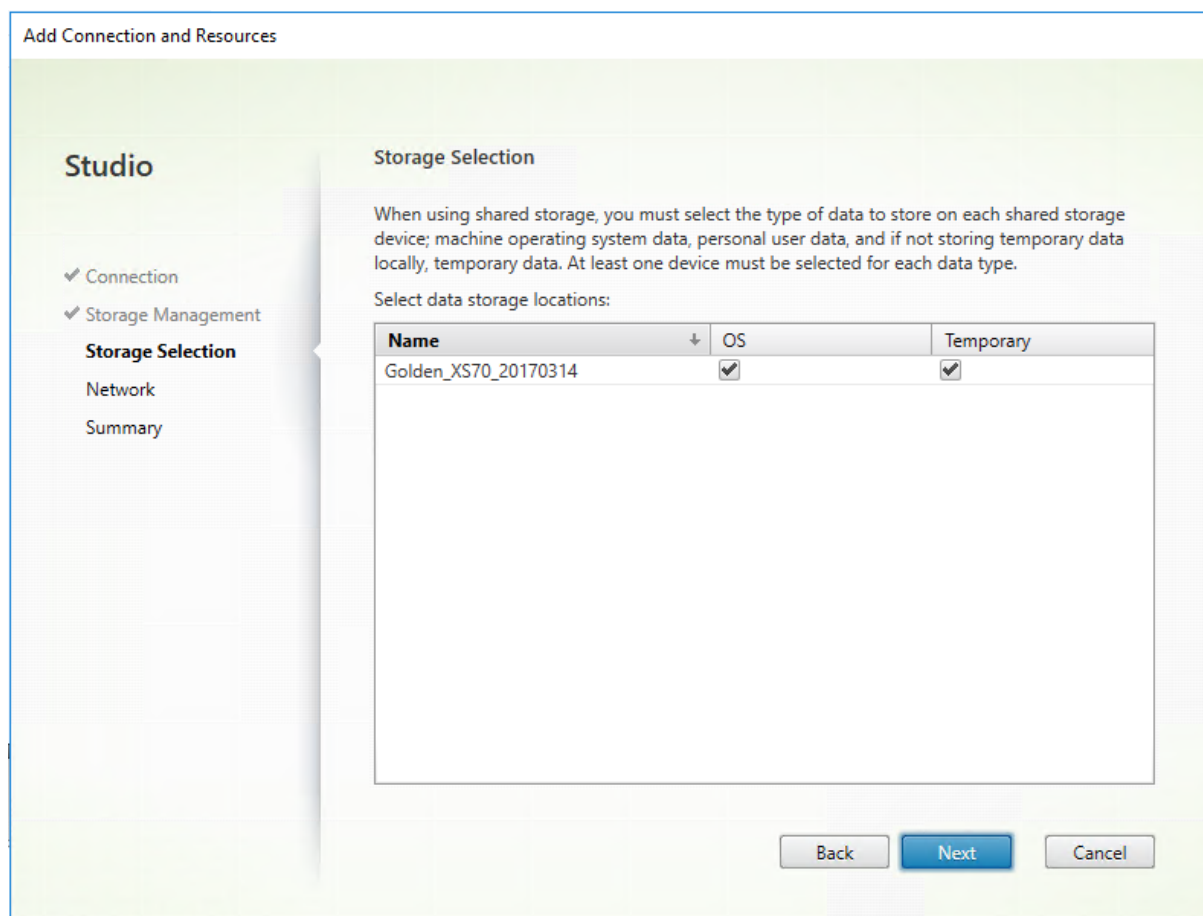 Add Connection and Resources
Studio
Connection
Storage Management
Storage Selection
Network
Summary
Storage Selection
When using shared storage, you must select the type of data to store on each shared storage
device; machine operating system data, personal user data, and if not storing temporary data
locally, temporary data. At least one device must be selected for each data type.
Select data storage locations:
Name OS Temporary
Golden_XS70_20170314
Back Next Cancel